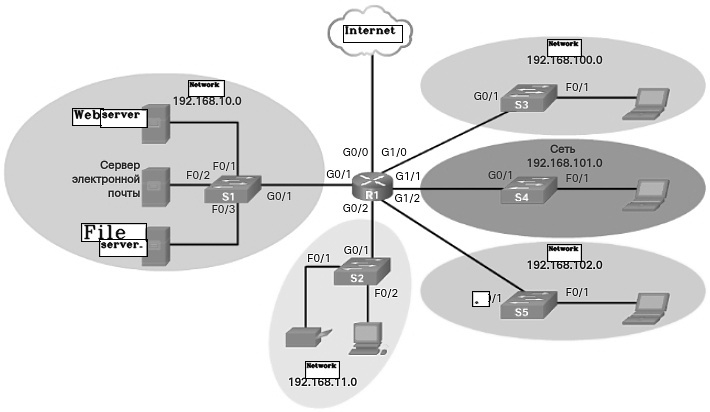 Internet
Network
192.168.100.0
G0/1
S3
F0/1
Network
192.168.10.0
Webserver
F0/1
Сервер
электронной
почты
F0/2
S1
G0/1
F0/3
File
server.
G0/0
G1/0
G0/1
R1
G1/1
G1/2
G0/2
Сеть
192.168.101.0
G0/1
S4
F0/1
Network
192.168.102.0
/1
S5
F0/1
G0/1
F0/1
S2
F0/2
Network
192.168.11.0